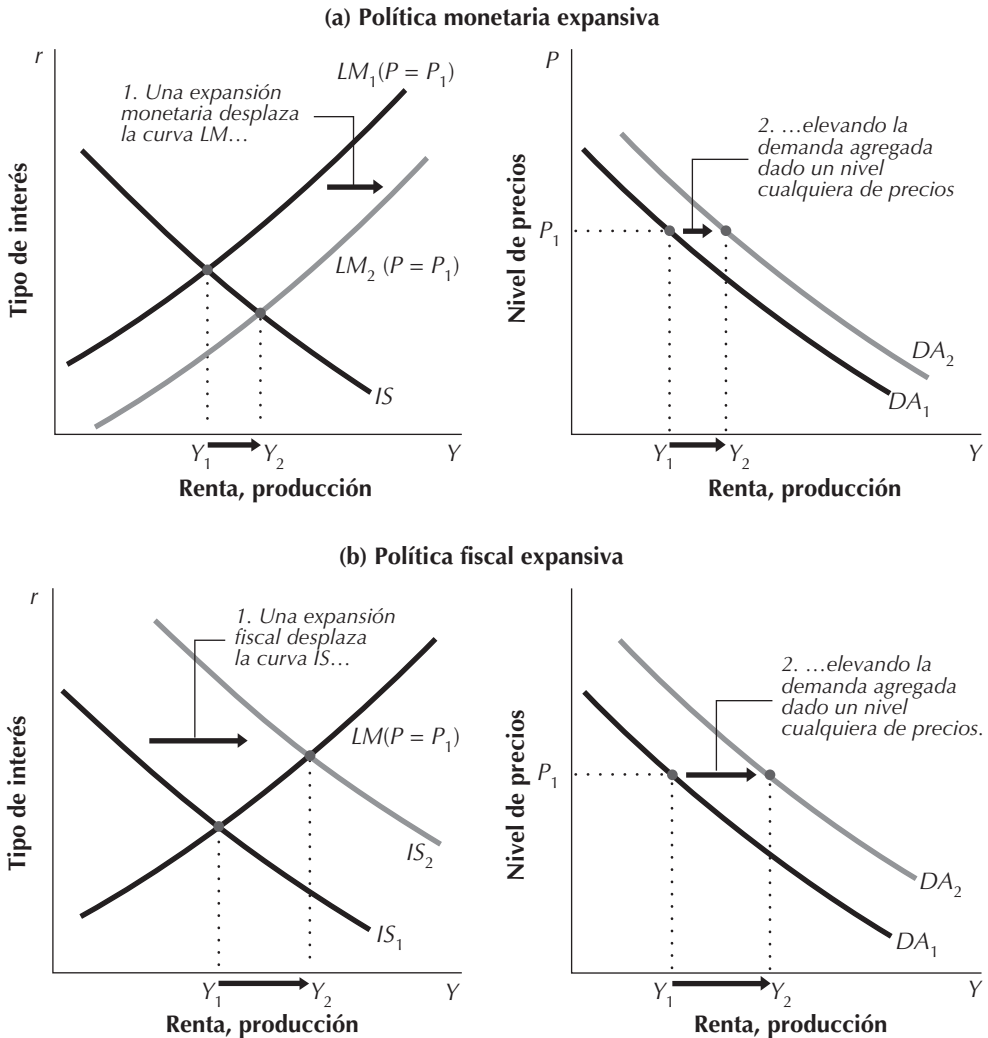 (a) Política monetaria expansiva
r
Tipo de interés
1. Una expansión
monetaria desplaza
la curva LM…
LM₁(P = P₁)
LM₂ (P = P₁)
IS
Y₁
Y₂
Y
Renta, producción
P
Nivel de precios
P₁
2. …elevando la
demanda agregada
dado un nivel
cualquiera de precios
DA₂
DA₁
Y₁
Y₂
Y
Renta, producción
(b) Política fiscal expansiva
r
Tipo de interés
1. Una expansión
fiscal desplaza
la curva IS…
LM(P = P₁)
IS₂
IS₁
Y₁
Y₂
Y
Renta, producción
P
Nivel de precios
P₁
2. …elevando la
demanda agregada
dado un nivel
cualquiera de precios.
DA₂
DA₁
Y₁
Y₂
Y
Renta, producción